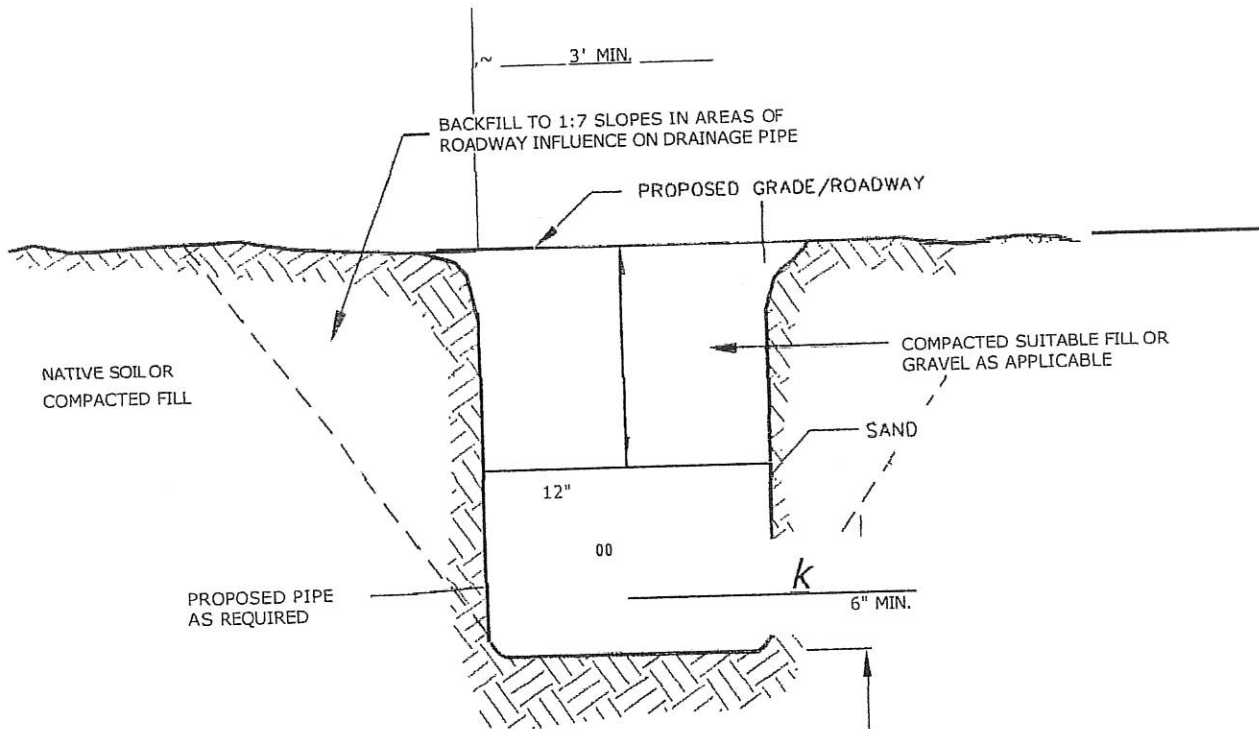 3' MIN.
BACKFILL TO 1:7 SLOPES IN AREAS OF
ROADWAY INFLUENCE ON DRAINAGE PIPE
PROPOSED GRADE/ROADWAY
COMPACTED SUITABLE FILL OR
GRAVEL AS APPLICABLE
NATIVE SOIL OR
COMPACTED FILL
SAND
12"
00
k
6" MIN.
PROPOSED PIPE
AS REQUIRED